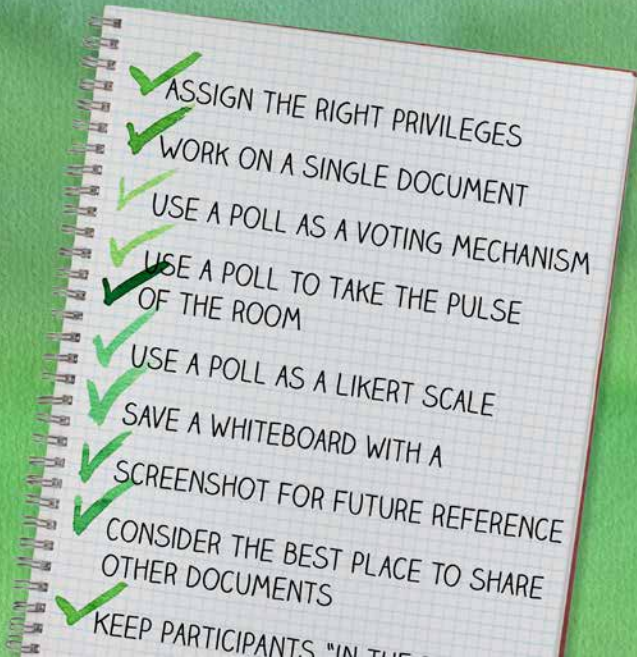 ASSIGN THE RIGHT PRIVILEGES
WORK ON A SINGLE DOCUMENT
USE A POLL AS A VOTING MECHANISM
USE A POLL TO TAKE THE PULSE
OF THE ROOM
USE A POLL AS A LIKERT SCALE
SAVE A WHITEBOARD WITH A
SCREENSHOT FOR FUTURE REFERENCE
CONSIDER THE BEST PLACE TO SHARE
OTHER DOCUMENTS
KEEP PARTICIPANTS "IN THE